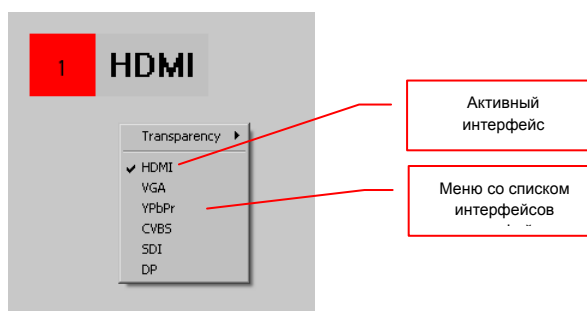 1 HDMI
Transparency
HDMI
VGA
YPbPr
CVBS
SDI
DP
Активный
интерфейс
Меню со списком
интерфейсов